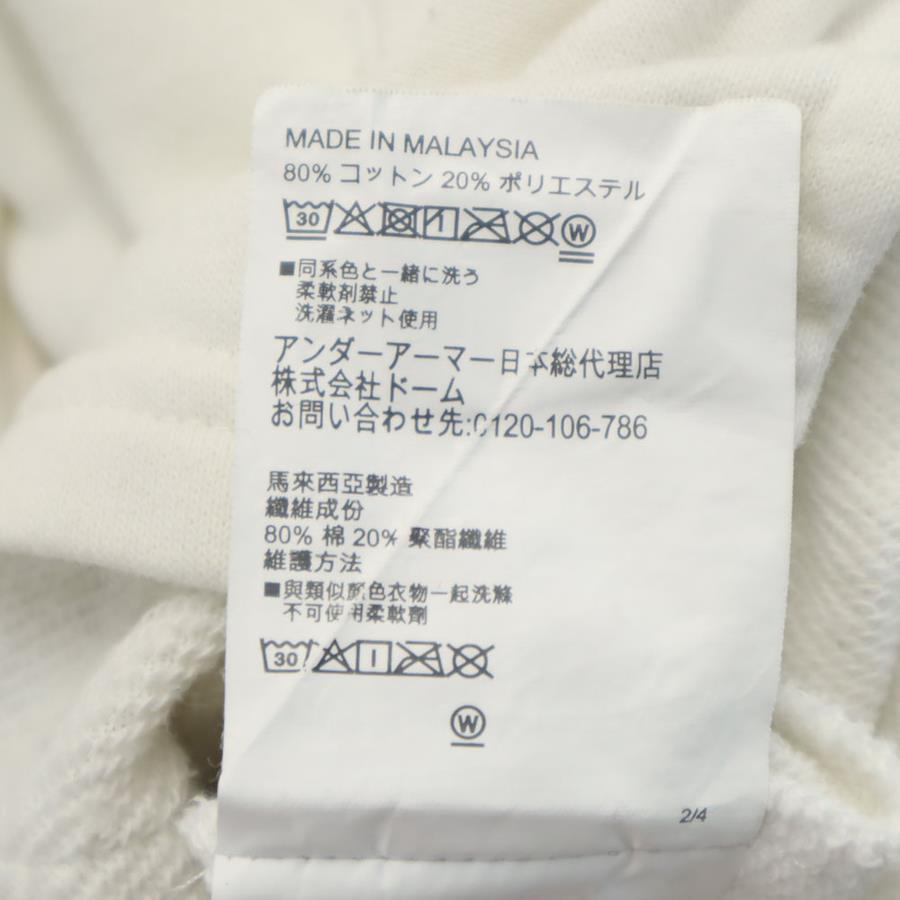 MADE IN MALAYSIA
80% コットン 20% ポリエステル
30 W
■同系色と一緒に洗う
柔軟剤禁止
洗濯ネット使用
アンダーアーマー日本総代理店
株式会社ドーム
お問い合わせ先:0120-106-786
馬來西亞製造
纖維成份
80% 棉 20% 聚酯纖維
維護方法
■與類似顏色衣物一起洗滌
不可使用柔軟劑
30
W
2/4